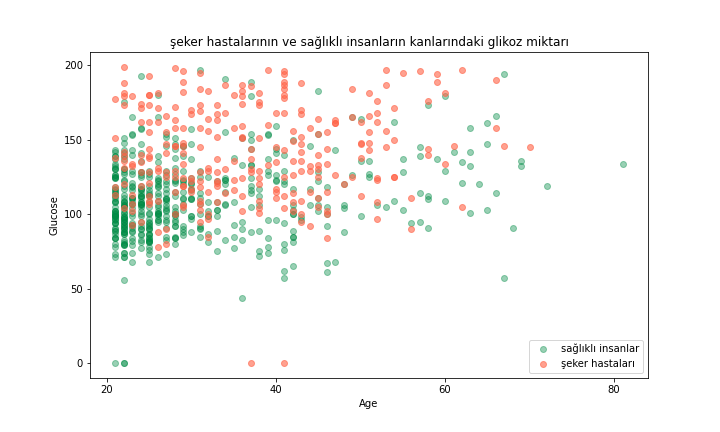 şeker hastalarının ve sağlıklı insanların kanlarındaki glikoz miktarı
200
150
100
50
0
Glucose
20 40 60 80
Age
sağlıklı insanlar
şeker hastaları